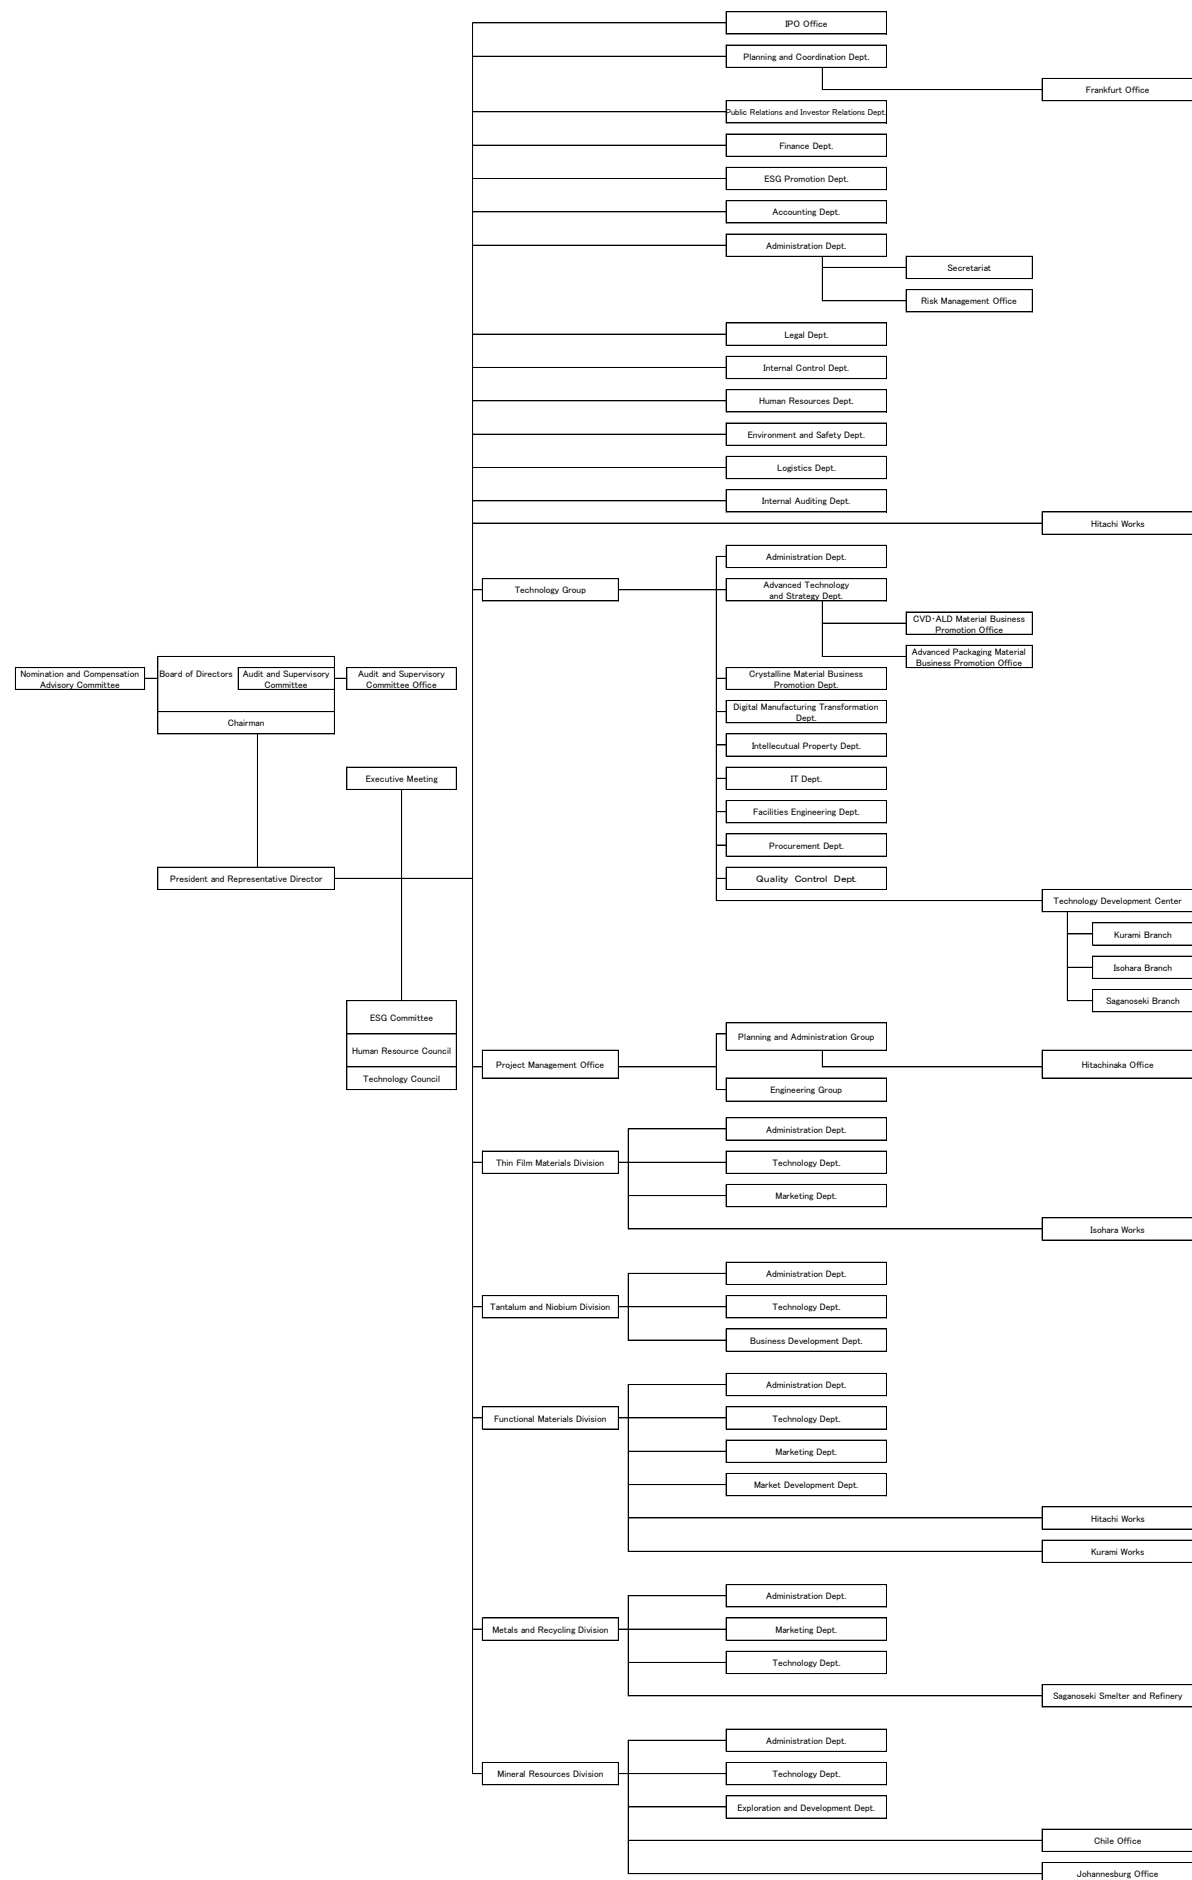 IPO Office
Planning and Coordination Dept.
Frankfurt Office
Public Relations and Investor Relations Dept.
Finance Dept.
ESG Promotion Dept.
Accounting Dept.
Administration Dept.
Secretariat
Risk Management Office
Legal Dept.
Internal Control Dept.
Human Resources Dept.
Environment and Safety Dept.
Logistics Dept.
Internal Auditing Dept.
Hitachi Works
Administration Dept.
Technology Group
Advanced Technology
and Strategy Dept.
CVD・ALD Material Business
Promotion Office
Advanced Packaging Material
Business Promotion Office
Nomination and Compensation
Advisory Committee
Board of Directors
Audit and Supervisory
Committee
Audit and Supervisory
Committee Office
Chairman
Crystalline Material Business
Promotion Dept.
Digital Manufacturing Transformation
Dept.
Intellecutual Property Dept.
Executive Meeting
IT Dept.
Facilities Engineering Dept.
Procurement Dept.
President and Representative Director
Quality Control Dept.
Technology Development Center
Kurami Branch
Isohara Branch
Saganoseki Branch
ESG Committee
Human Resource Council
Technology Council
Project Management Office
Planning and Administration Group
Hitachinaka Office
Engineering Group
Administration Dept.
Thin Film Materials Division
Technology Dept.
Marketing Dept.
Isohara Works
Administration Dept.
Tantalum and Niobium Division
Technology Dept.
Business Development Dept.
Administration Dept.
Functional Materials Division
Technology Dept.
Marketing Dept.
Market Development Dept.
Hitachi Works
Kurami Works
Administration Dept.
Metals and Recycling Division
Marketing Dept.
Technology Dept.
Saganoseki Smelter and Refinery
Administration Dept.
Mineral Resources Division
Technology Dept.
Exploration and Development Dept.
Chile Office
Johannesburg Office